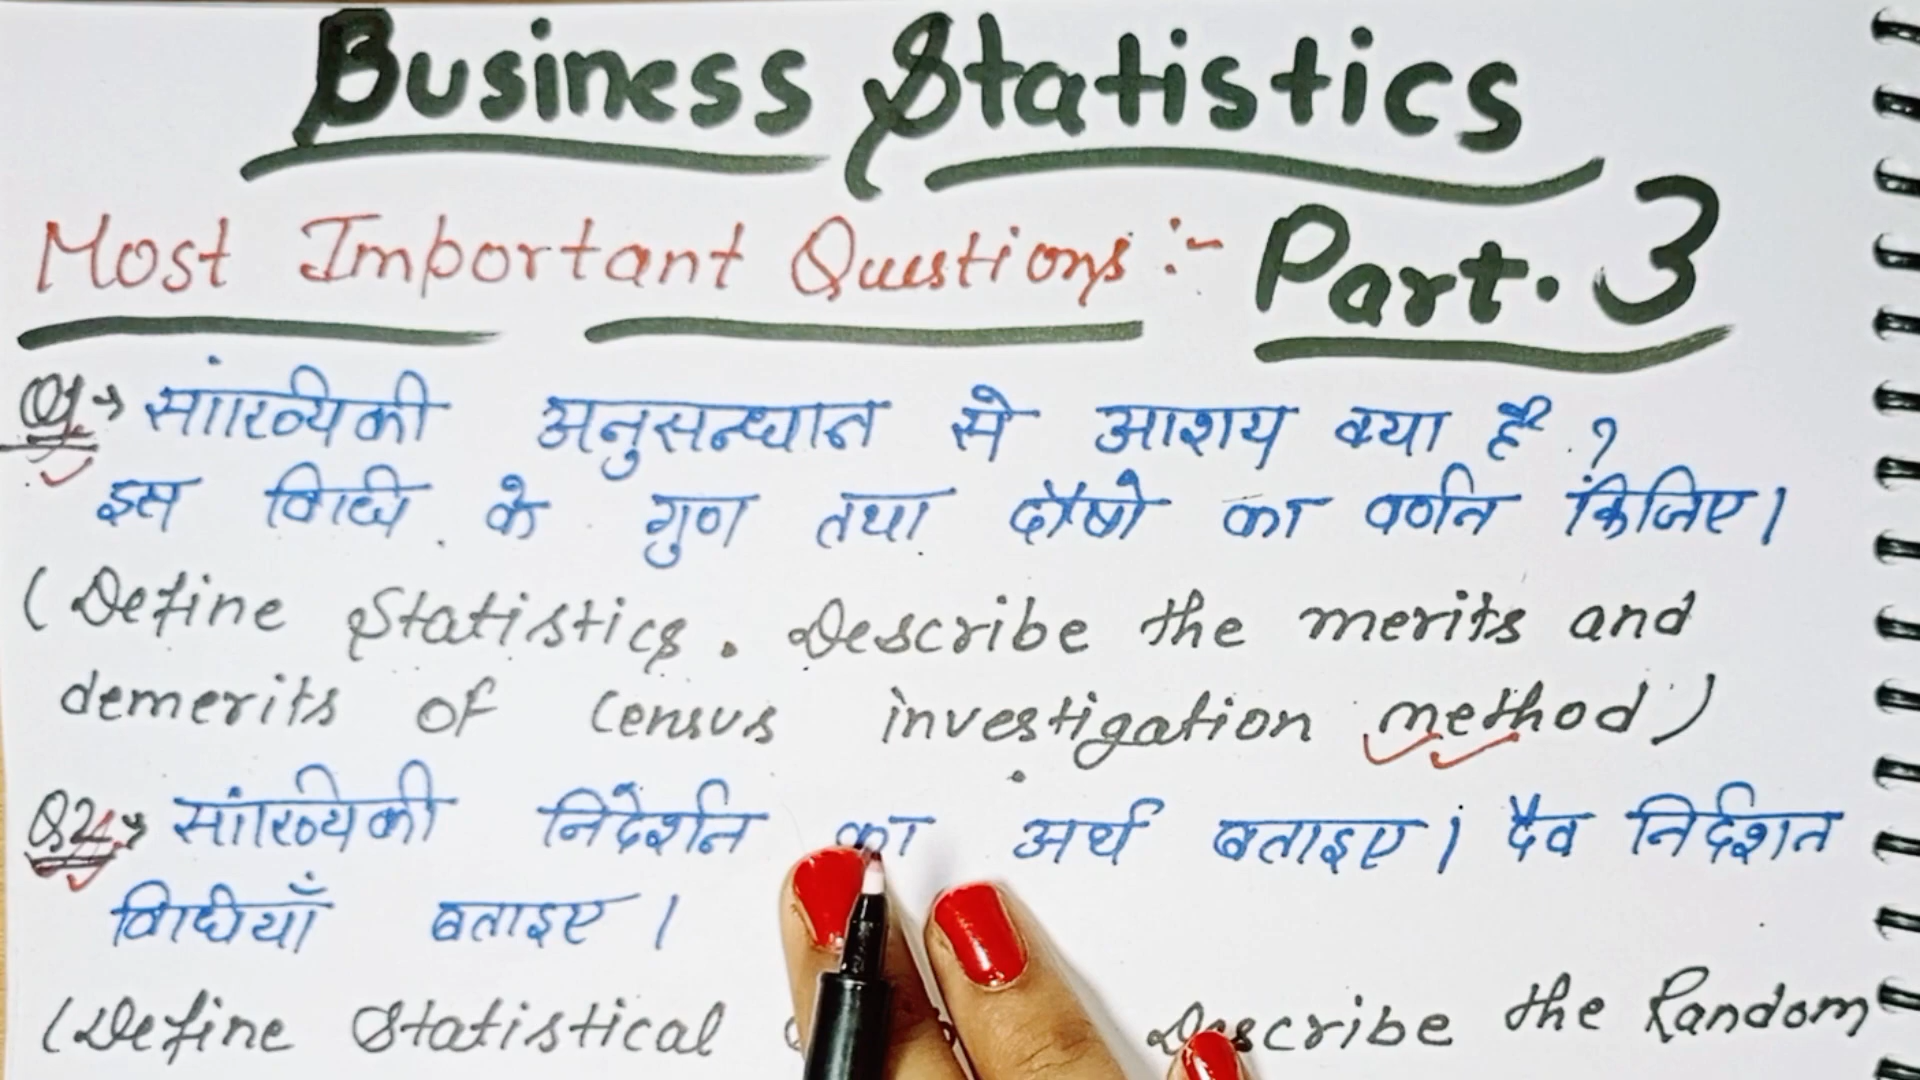 Business Statistics
Most Important Questions :- Part. 3
Q1→ सांख्यिकी अनुसन्धान से आशय क्या है ?
इस विधि के गुण तथा दोषो का वर्णन किजिए।
(Define Statistics. Describe the merits and
demerits of Census investigation method)
Q2→ सांख्यिकी निदेर्शन का अर्थ बताइए। दैव निर्देशन
विधियाँ बताइए।
(Define Statistical Describe the Random